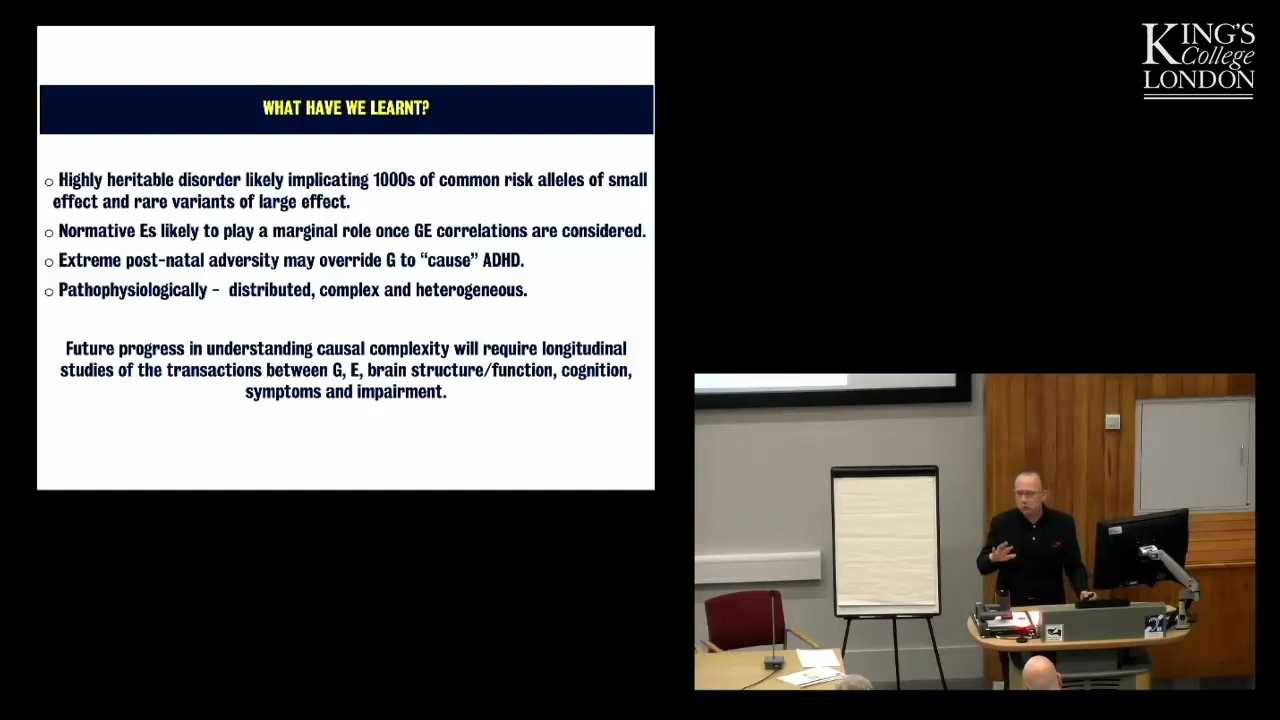 KING'S
College
LONDON
WHAT HAVE WE LEARNT?
○ Highly heritable disorder likely implicating 1000s of common risk alleles of small
effect and rare variants of large effect.
○ Normative Es likely to play a marginal role once GE correlations are considered.
○ Extreme post-natal adversity may override G to “cause” ADHD.
○ Pathophysiologically - distributed, complex and heterogeneous.
Future progress in understanding causal complexity will require longitudinal
studies of the transactions between G, E, brain structure/function, cognition,
symptoms and impairment.